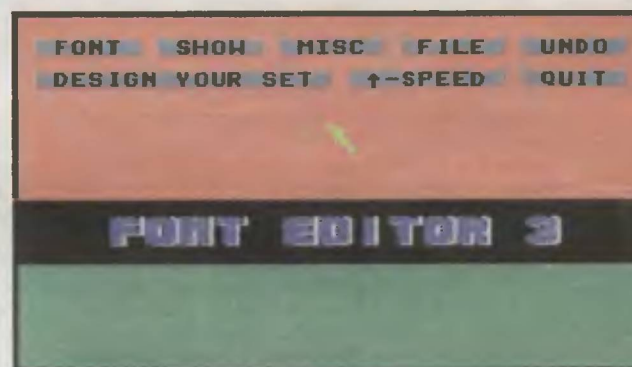 FONT SHOW MISC FILE UNDO
DESIGN YOUR SET ↑-SPEED QUIT
FONT EDITOR 3